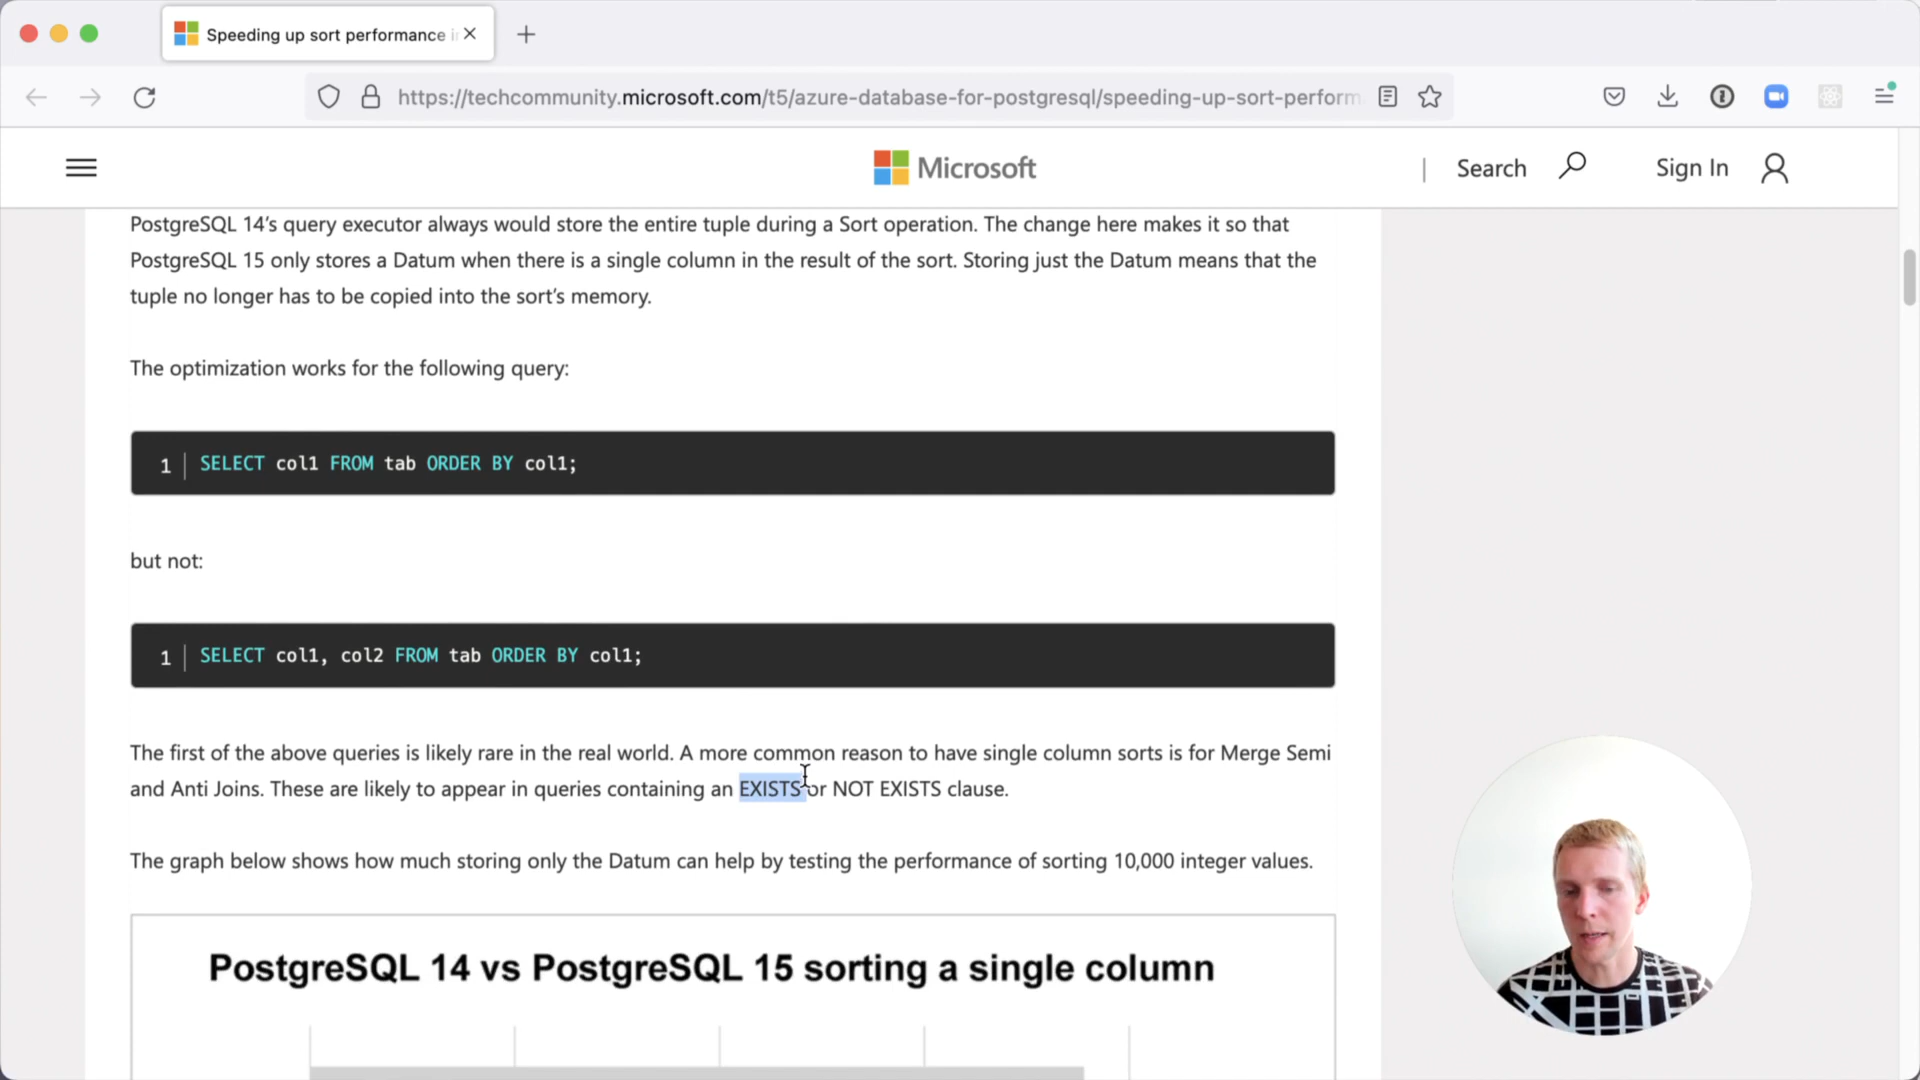 Speeding up sort performance i
https://techcommunity.microsoft.com/t5/azure-database-for-postgresql/speeding-up-sort-perform
Microsoft
| Search
Sign In
PostgreSQL 14’s query executor always would store the entire tuple during a Sort operation. The change here makes it so that
PostgreSQL 15 only stores a Datum when there is a single column in the result of the sort. Storing just the Datum means that the
tuple no longer has to be copied into the sort’s memory.
The optimization works for the following query:
1 SELECT col1 FROM tab ORDER BY col1;
but not:
1 SELECT col1, col2 FROM tab ORDER BY col1;
The first of the above queries is likely rare in the real world. A more common reason to have single column sorts is for Merge Semi
and Anti Joins. These are likely to appear in queries containing an EXISTS or NOT EXISTS clause.
The graph below shows how much storing only the Datum can help by testing the performance of sorting 10,000 integer values.
PostgreSQL 14 vs PostgreSQL 15 sorting a single column